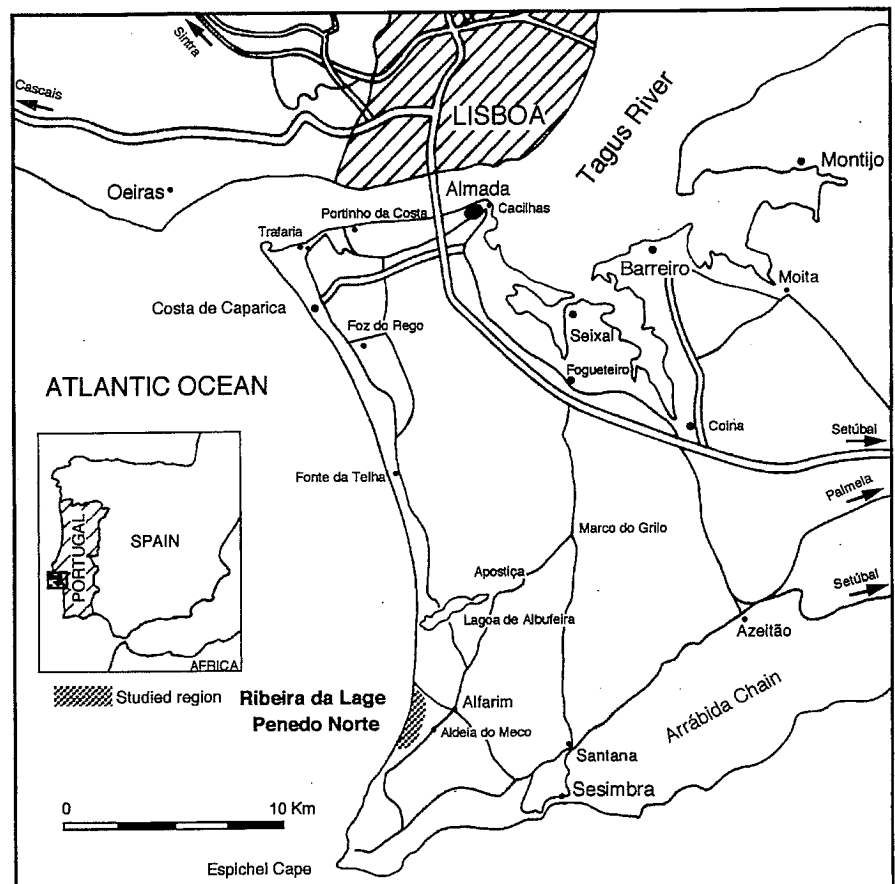 Sintra
Cascais
LISBOA
Tagus River
Montijo
Oeiras
Almada
Cacilhas
Portinho da Costa
Trafaria
Barreiro
Moita
Costa de Caparica
Seixal
Foz do Rego
Fogueteiro
ATLANTIC OCEAN
Coina
Setúbal
Fonte da Telha
Palmela
SPAIN
PORTUGAL
Marco do Grilo
Apostiça
Setúbal
Lagoa de Albufeira
Azeitão
AFRICA
Studied region
Ribeira da Lage
Penedo Norte
Alfarim
Aldeia do Meco
Arrábida Chain
Santana
Sesimbra
0 10 Km
Espichel Cape